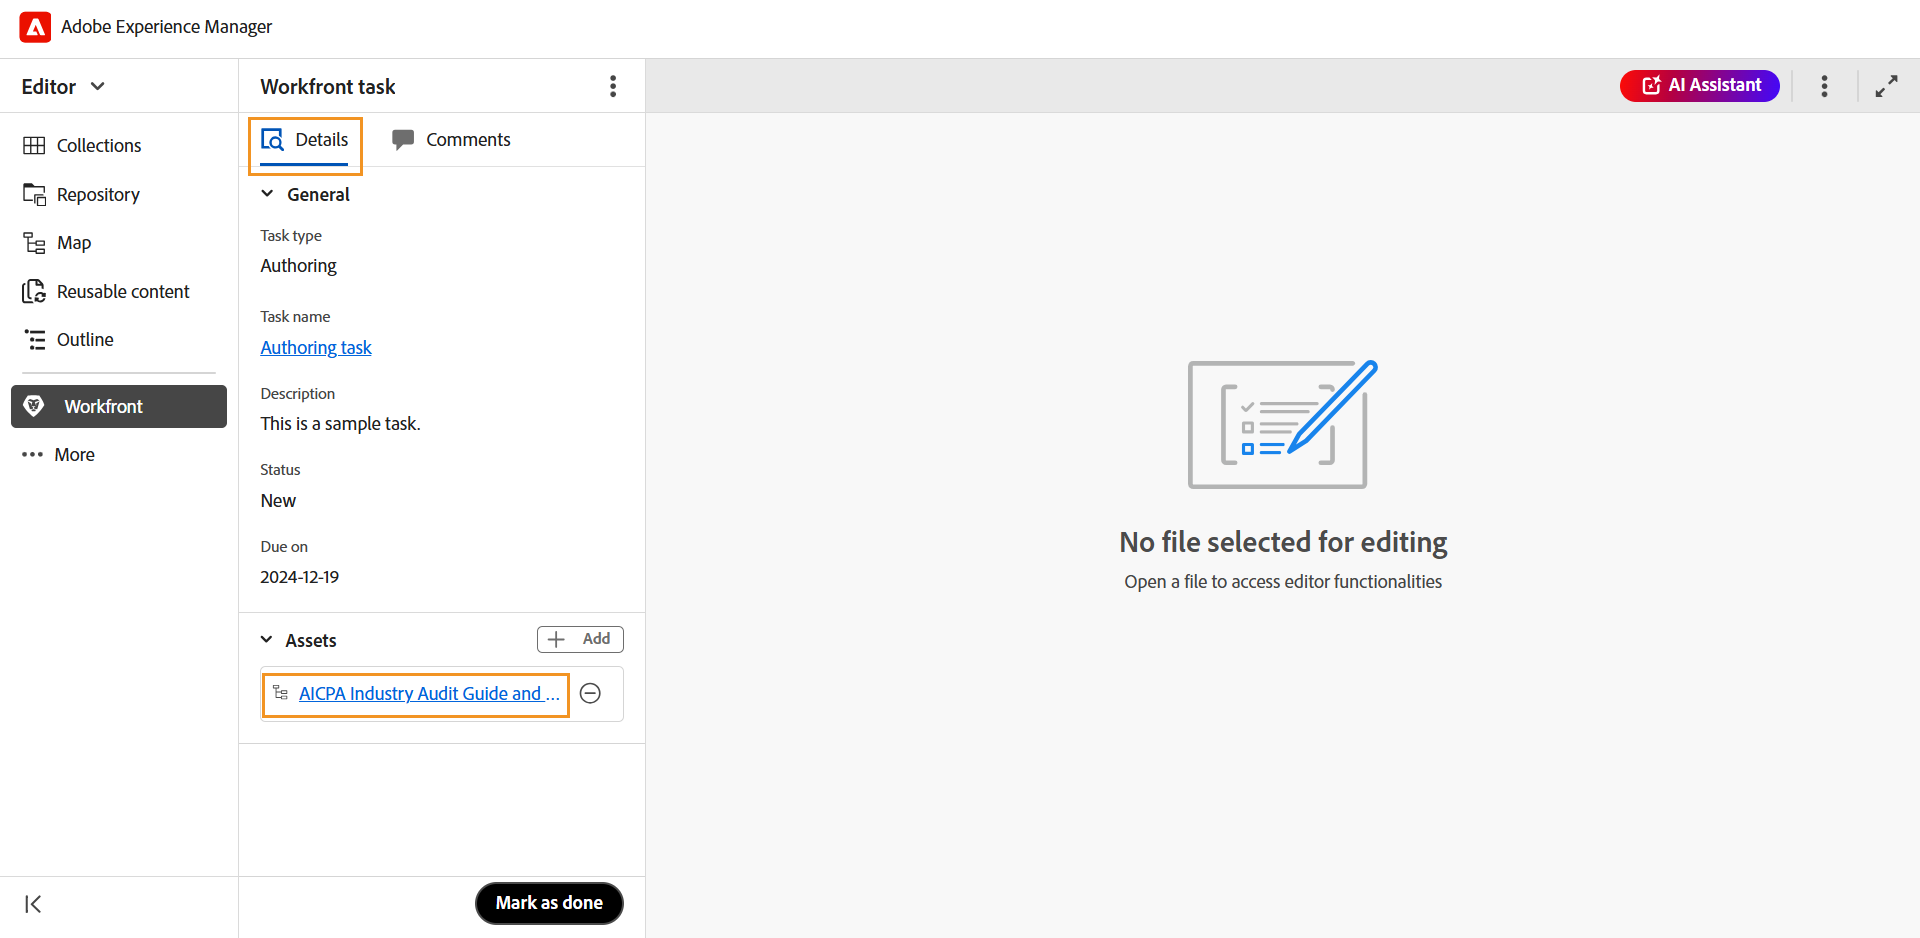 Adobe Experience Manager
Editor
Collections
Repository
Map
Reusable content
Outline
Workfront
More
Workfront task
Details
Comments
General
Task type
Authoring
Task name
Authoring task
Description
This is a sample task.
Status
New
Due on
2024-12-19
Assets
Add
AICPA Industry Audit Guide and ...
Mark as done
AI Assistant
No file selected for editing
Open a file to access editor functionalities